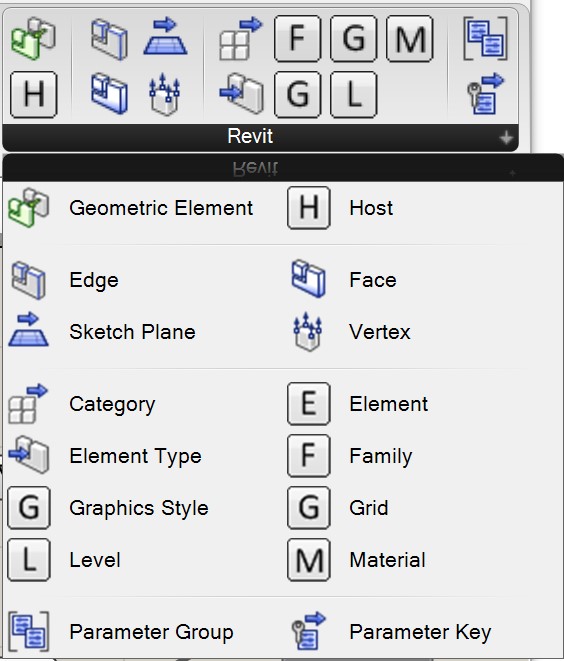 F G M
H G L
Revit
Revit
Geometric Element H Host
Edge Face
Sketch Plane Vertex
Category E Element
Element Type F Family
G Graphics Style G Grid
L Level M Material
Parameter Group Parameter Key